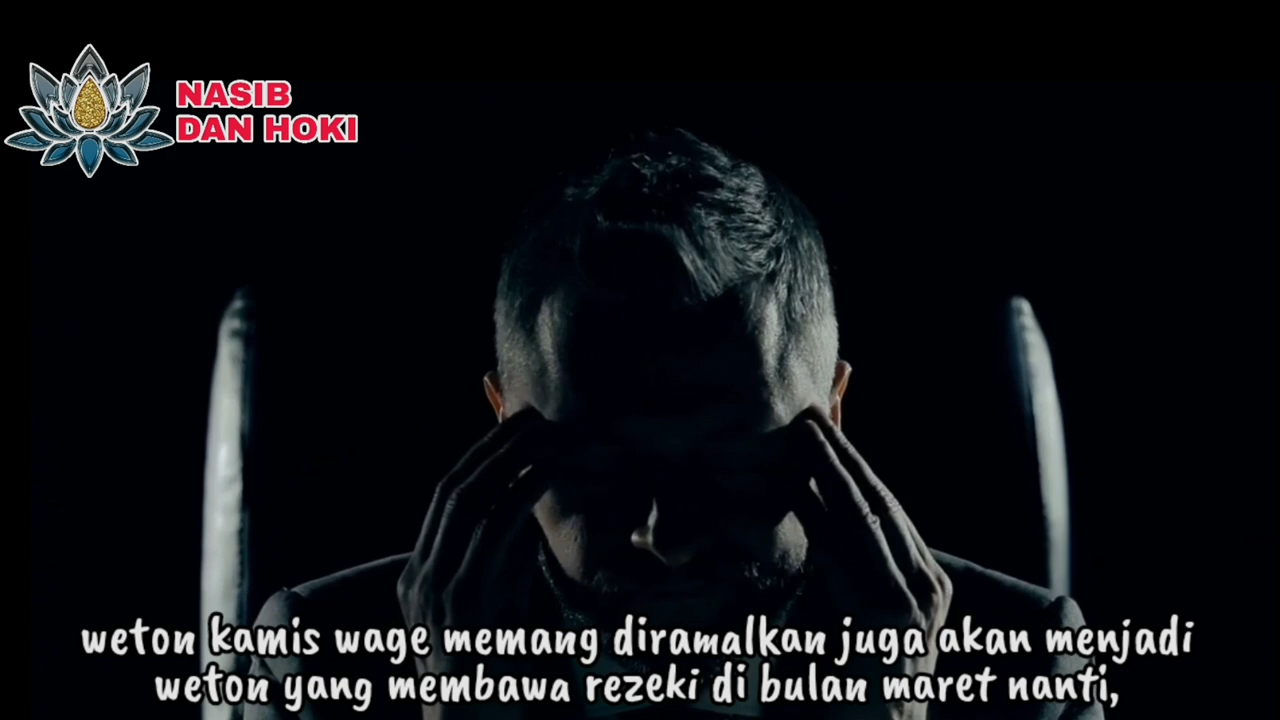 NASIB
DAN HOKI
weton kamis wage memang diramalkan juga akan menjadi
weton yang membawa rezeki di bulan maret nanti,